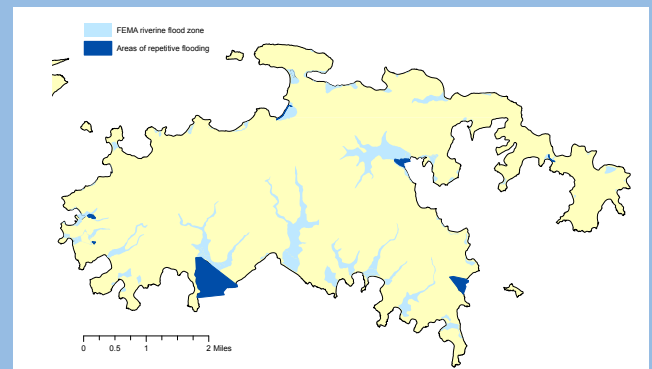 FEMA riverine flood zone
Areas of repetitive flooding
0 0.5 1 2 Miles